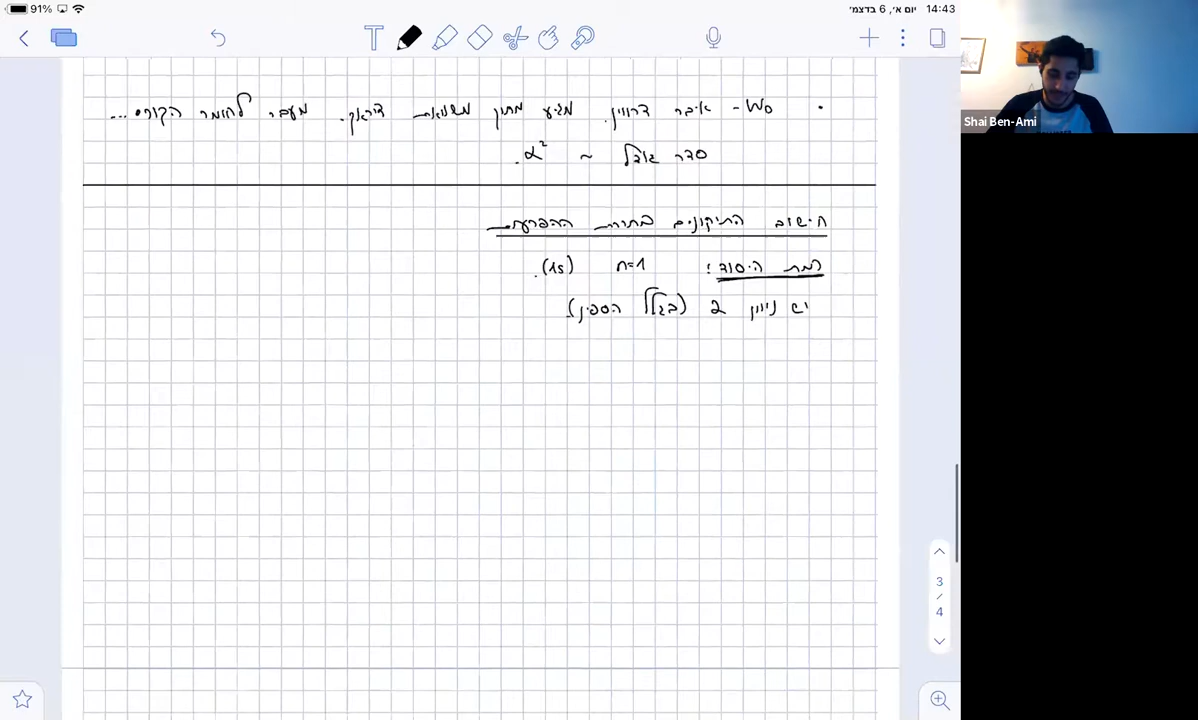 91%
14:43 יום א׳, 6 בדצמ׳
Shai Ben-Ami
• W_D - איבר דרווין. מגיע מתוך משוואת דיראק. מעבר לחומר הקורס...
סדר גודל ~ α².
חישוב התיקונים בתורת ההפרעות
רמת היסוד: n=1 (1s).
יש ניוון 2 (בגלל הספין).
3
/
4